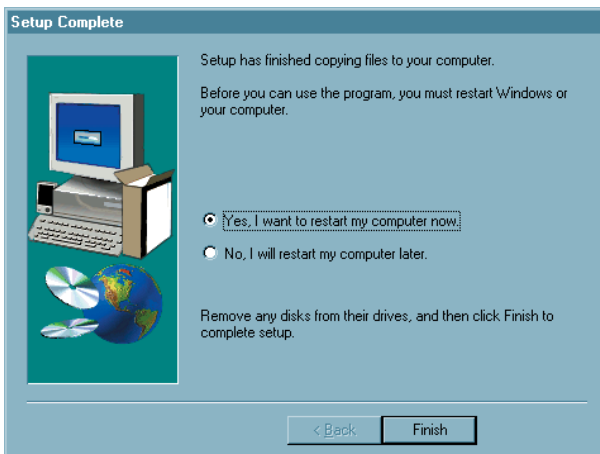 Setup Complete
Setup has finished copying files to your computer.
Before you can use the program, you must restart Windows or
your computer.
Yes, I want to restart my computer now.
No, I will restart my computer later.
Remove any disks from their drives, and then click Finish to
complete setup.
< Back
Finish